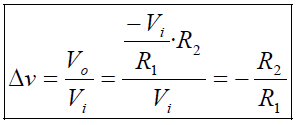 Δv = V_o / V_i = (−V_i / R_1 · R_2) / V_i = − R_2 / R_1